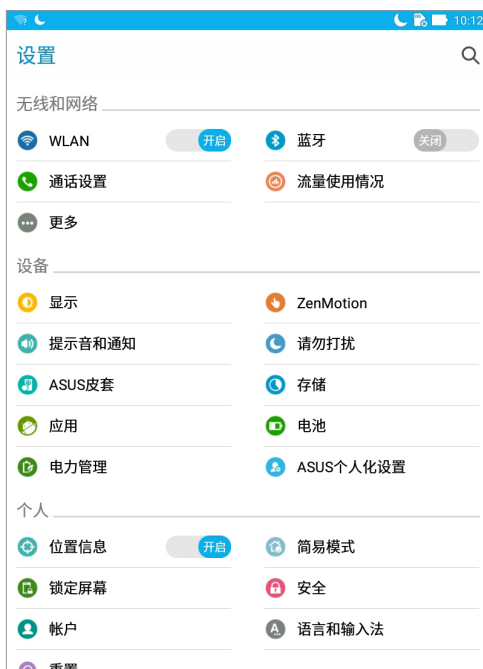 10:12
设置
无线和网络
WLAN 开启 蓝牙 关闭
通话设置 流量使用情况
更多
设备
显示 ZenMotion
提示音和通知 请勿打扰
ASUS皮套 存储
应用 电池
电力管理 ASUS个人化设置
个人
位置信息 开启 简易模式
锁定屏幕 安全
帐户 语言和输入法
重置